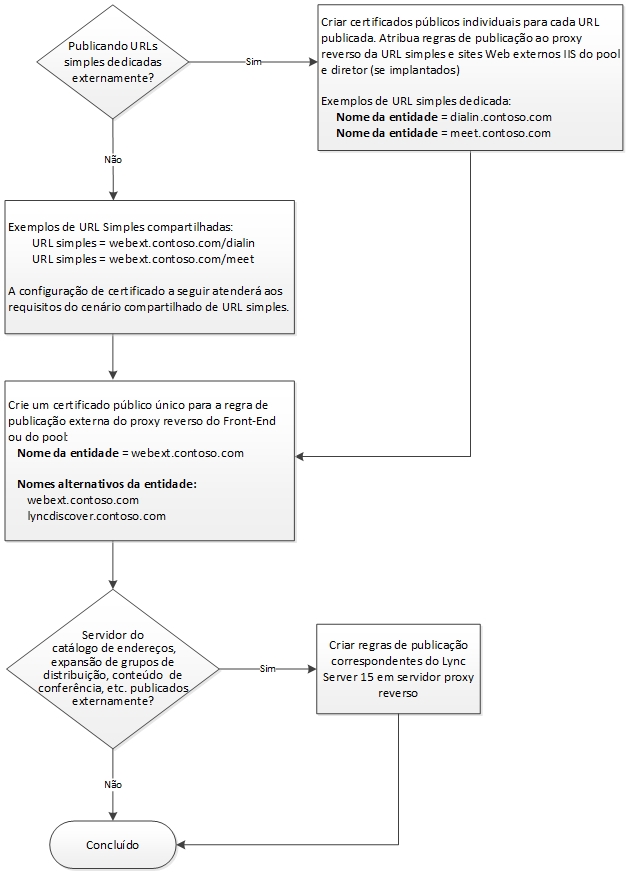 Publicando URLs
simples dedicadas
externamente?
Sim
Criar certificados públicos individuais para cada URL
publicada. Atribua regras de publicação ao proxy
reverso da URL simples e sites Web externos IIS do pool
e diretor (se implantados)
Exemplos de URL simples dedicada:
Nome da entidade = dialin.contoso.com
Nome da entidade = meet.contoso.com
Não
Exemplos de URL Simples compartilhadas:
URL simples = webext.contoso.com/dialin
URL simples = webext.contoso.com/meet
A configuração de certificado a seguir atenderá aos
requisitos do cenário compartilhado de URL simples.
Crie um certificado público único para a regra de
publicação externa do proxy reverso do Front-End
ou do pool:
Nome da entidade = webext.contoso.com
Nomes alternativos da entidade:
webext.contoso.com
lyncdiscover.contoso.com
Servidor do
catálogo de endereços,
expansão de grupos de
distribuição, conteúdo de
conferência, etc. publicados
externamente?
Sim
Criar regras de publicação
correspondentes do Lync
Server 15 em servidor proxy
reverso
Não
Concluído